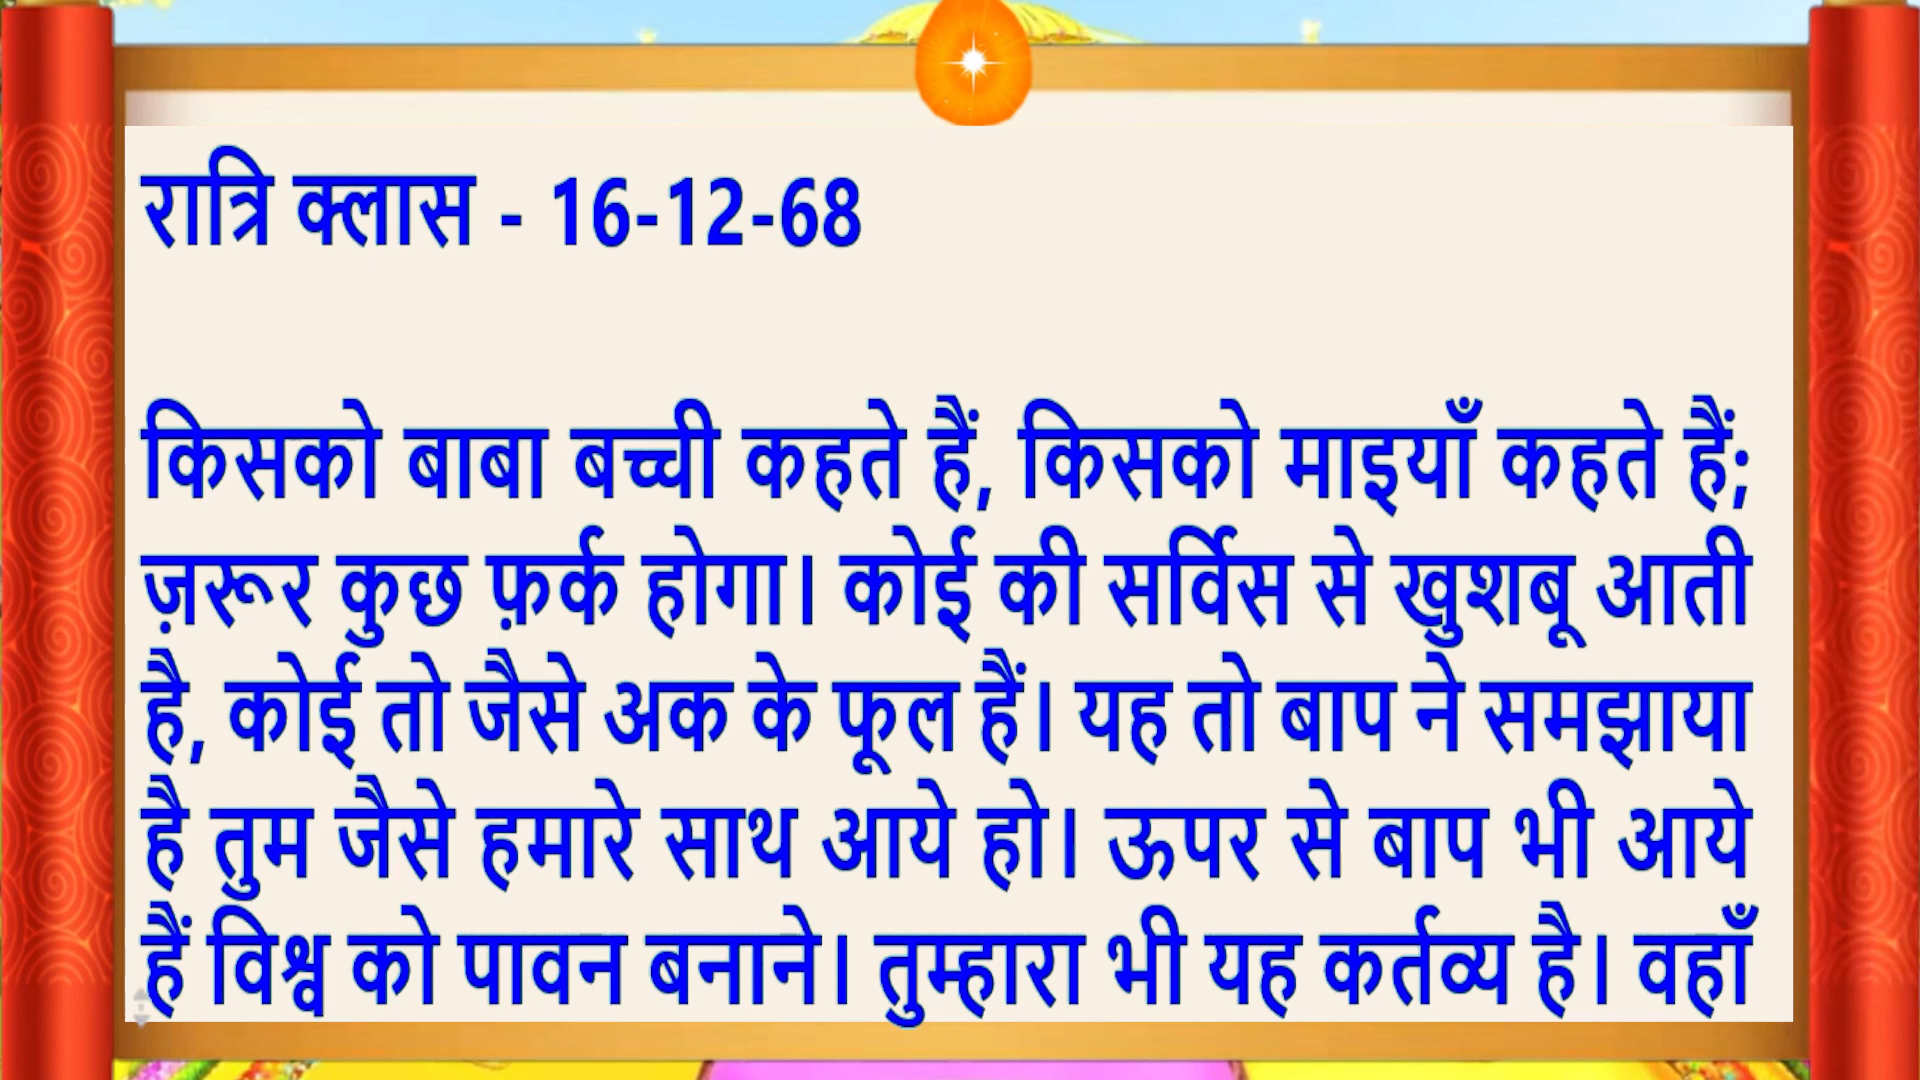 रात्रि क्लास - 16-12-68
किसको बाबा बच्ची कहते हैं, किसको माइयाँ कहते हैं;
ज़रूर कुछ फ़र्क होगा। कोई की सर्विस से खुशबू आती
है, कोई तो जैसे अक के फूल हैं। यह तो बाप ने समझाया
है तुम जैसे हमारे साथ आये हो। ऊपर से बाप भी आये
हैं विश्व को पावन बनाने। तुम्हारा भी यह कर्तव्य है। वहाँ